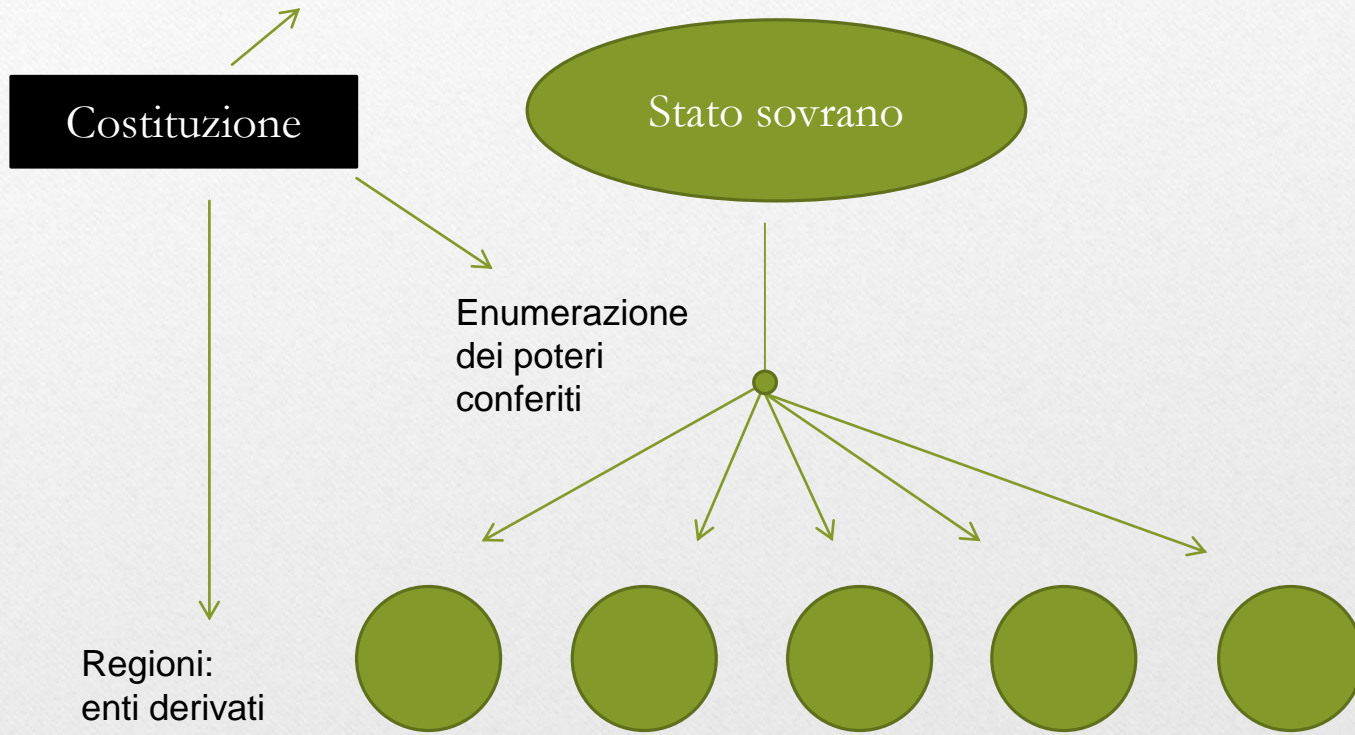 Costituzione
Stato sovrano
Enumerazione
dei poteri
conferiti
Regioni:
enti derivati